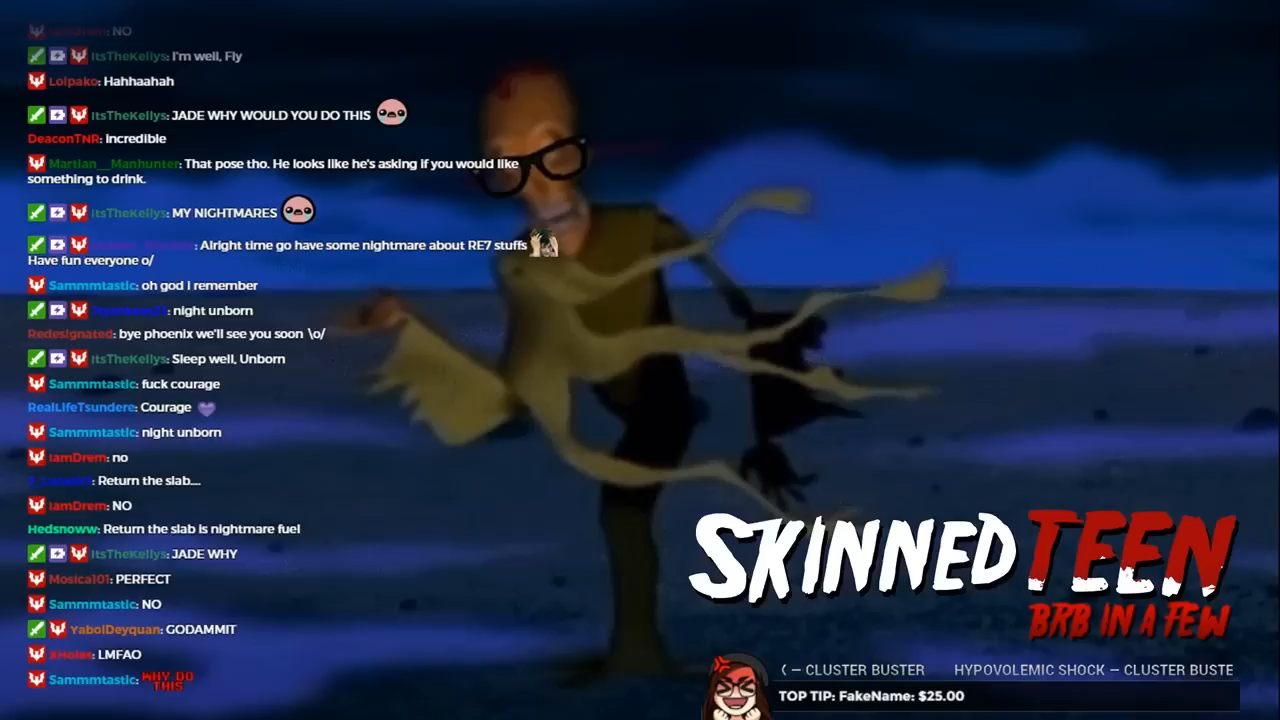 NO
ItsTheKellys: I'm well, Fly
Lolpako: Hahhaahah
ItsTheKellys: JADE WHY WOULD YOU DO THIS
DeaconTNR: incredible
Martian__Manhunter: That pose tho. He looks like he's asking if you would like
something to drink.
ItsTheKellys: MY NIGHTMARES
: Alright time go have some nightmare about RE7 stuffs
Have fun everyone o/
Sammmtastic: oh god i remember
: night unborn
Redesignated: bye phoenix we'll see you soon \o/
ItsTheKellys: Sleep well, Unborn
Sammmtastic: fuck courage
RealLifeTsundere: Courage
Sammmtastic: night unborn
IamDrem: no
: Return the slab....
IamDrem: NO
Hedsnoww: Return the slab is nightmare fuel
ItsTheKellys: JADE WHY
Mosica101: PERFECT
Sammmtastic: NO
YaboiDeyquan: GODAMMIT
XHoles: LMFAO
Sammmtastic: WHY DO
THIS
SKINNED TEEN
BRB IN A FEW
( – CLUSTER BUSTER HYPOVOLEMIC SHOCK – CLUSTER BUSTE
TOP TIP: FakeName: $25.00